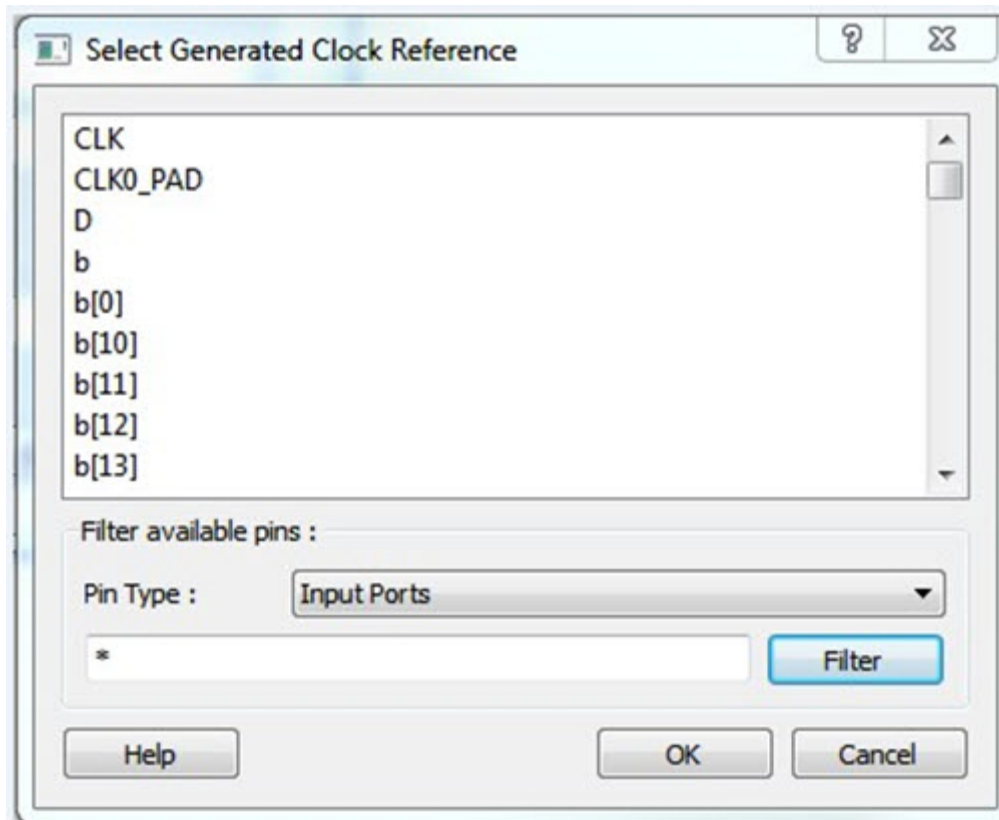 Select Generated Clock Reference
CLK
CLK0_PAD
D
b
b[0]
b[10]
b[11]
b[12]
b[13]
Filter available pins :
Pin Type : Input Ports
* Filter
Help OK Cancel